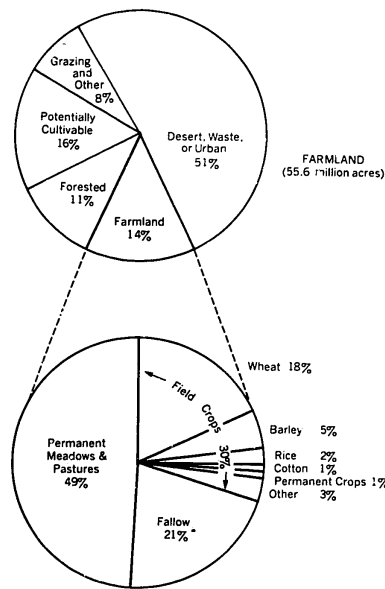 Grazing
and
Other
8%
Potentially
Cultivable
16%
Desert, Waste,
or Urban
51%
FARMLAND
(55.6 million acres)
Forested
11%
Farmland
14%
Wheat 18%
Field Crops
30%
Barley 5%
Rice 2%
Cotton 1%
Permanent Crops 1%
Other 3%
Permanent
Meadows &
Pastures
49%
Fallow
21%